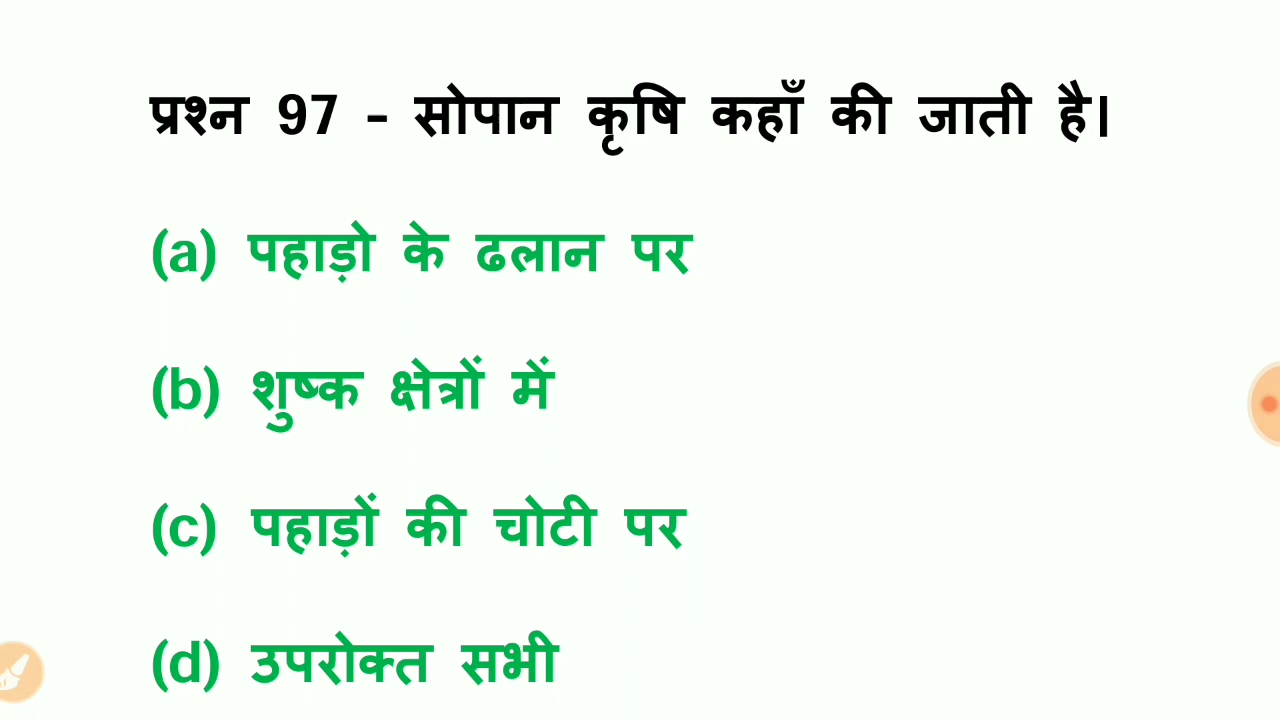 प्रश्न 97 - सोपान कृषि कहाँ की जाती है।
(a) पहाड़ो के ढलान पर
(b) शुष्क क्षेत्रों में
(c) पहाड़ों की चोटी पर
(d) उपरोक्त सभी